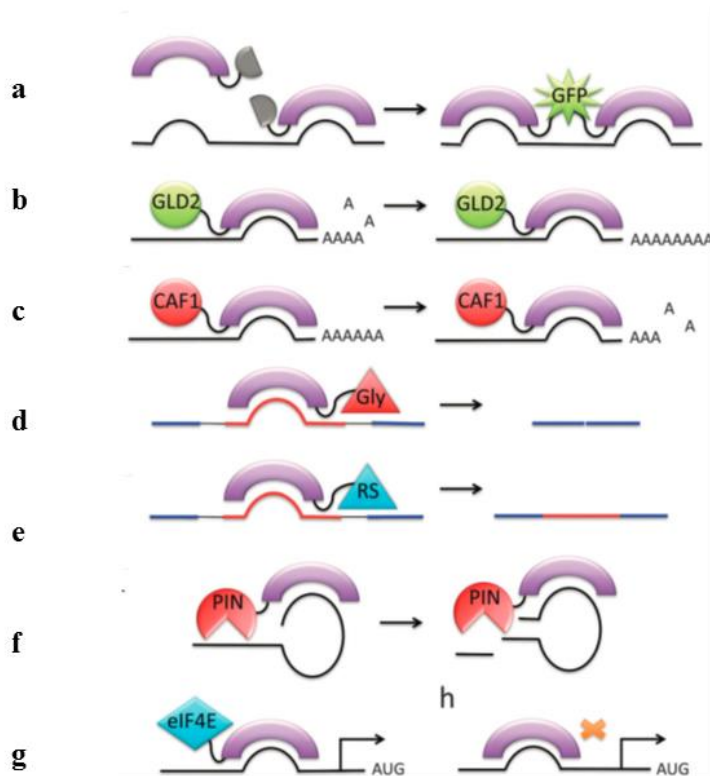 a
GFP
b
GLD2
A
A
AAAA
GLD2
AAAAAAAA
c
CAF1
AAAAAA
CAF1
A
A
AAA
d
Gly
e
RS
f
PIN
PIN
g
eIF4E
AUG
h
AUG